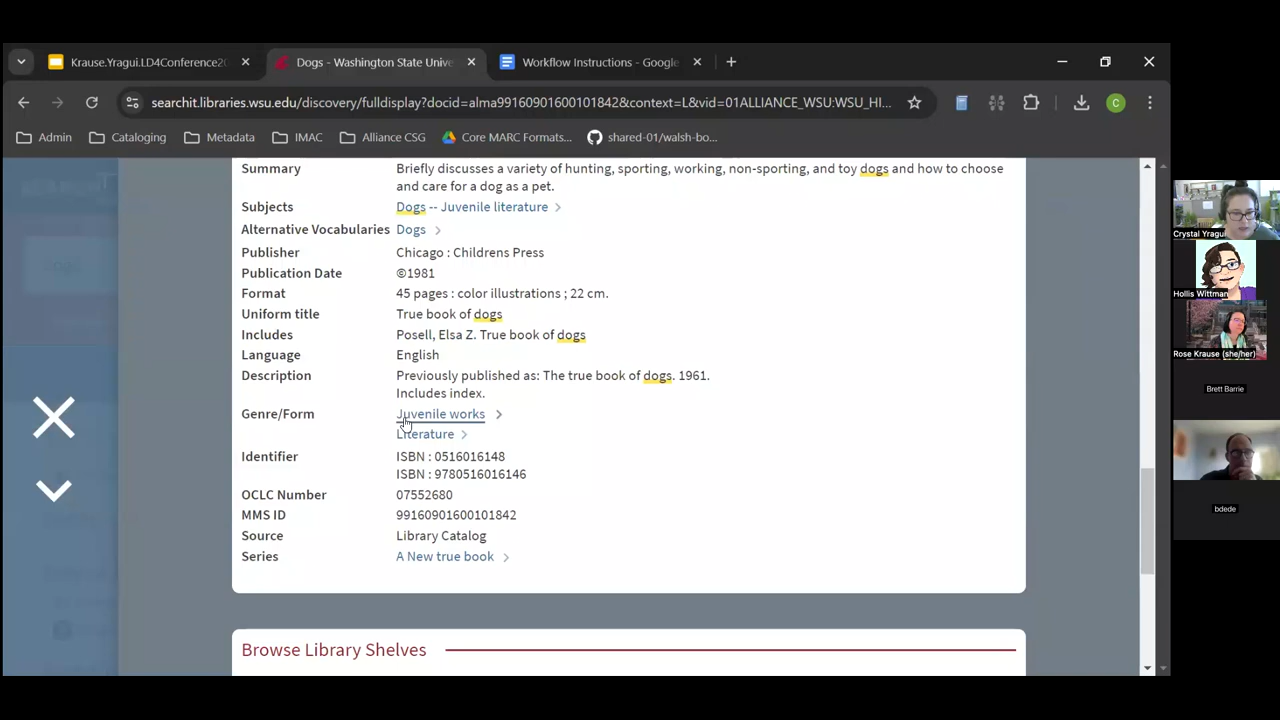 Krause.Yragui.LD4Conference20
Dogs - Washington State Unive
Workflow Instructions - Google
searchit.libraries.wsu.edu/discovery/fulldisplay?docid=alma99160901600101842&context=L&vid=01ALLIANCE_WSU:WSU_HI...
C
Admin
Cataloging
Metadata
IMAC
Alliance CSG
Core MARC Formats...
shared-01/walsh-bo...
Summary Briefly discusses a variety of hunting, sporting, working, non-sporting, and toy dogs and how to choose
and care for a dog as a pet.
Subjects Dogs -- Juvenile literature
Alternative Vocabularies Dogs
Publisher Chicago : Childrens Press
Publication Date ©1981
Format 45 pages : color illustrations ; 22 cm.
Uniform title True book of dogs
Includes Posell, Elsa Z. True book of dogs
Language English
Description Previously published as: The true book of dogs. 1961.
Includes index.
Genre/Form Juvenile works
Literature
Identifier ISBN : 0516016148
ISBN : 9780516016146
OCLC Number 07552680
MMS ID 99160901600101842
Source Library Catalog
Series A New true book
Browse Library Shelves
Crystal Yragui
Hollis Wittman
Rose Krause (she/her)
Brett Barrie
bdede